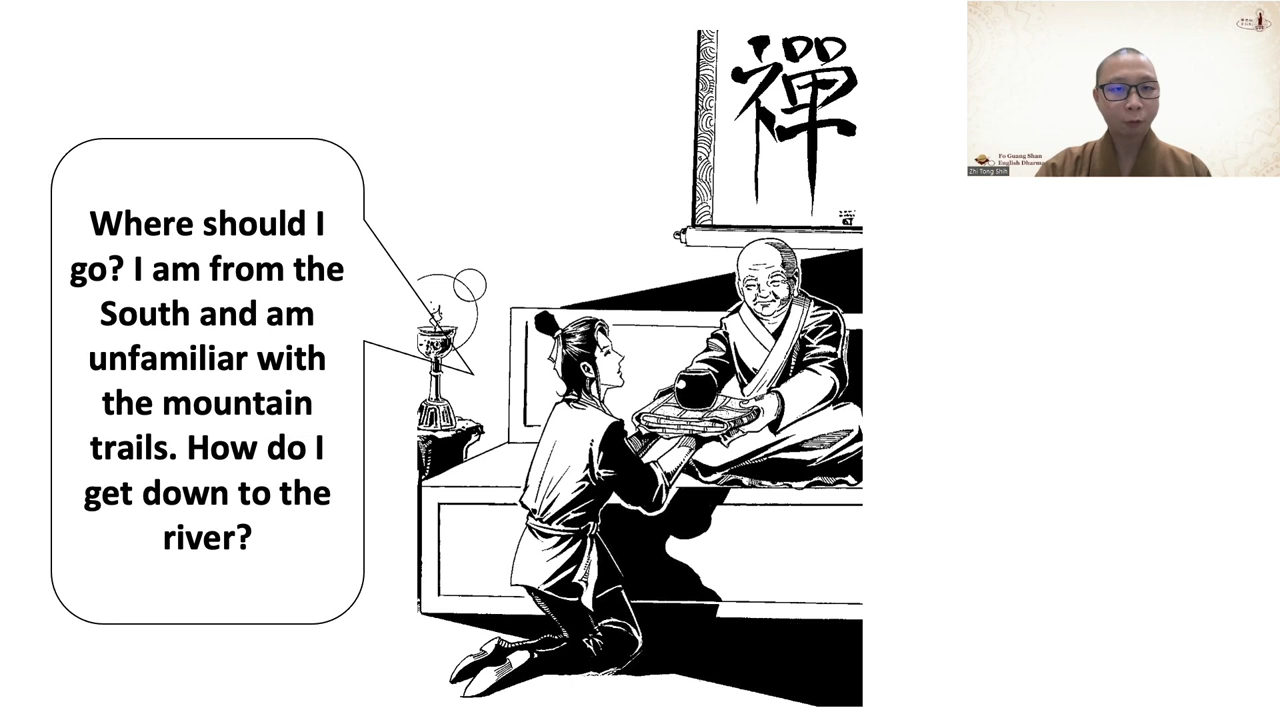 Where should I
go? I am from the
South and am
unfamiliar with
the mountain
trails. How do I
get down to the
river?
禪
Fo Guang Shan
English Dharma
Zhi Tong Shih